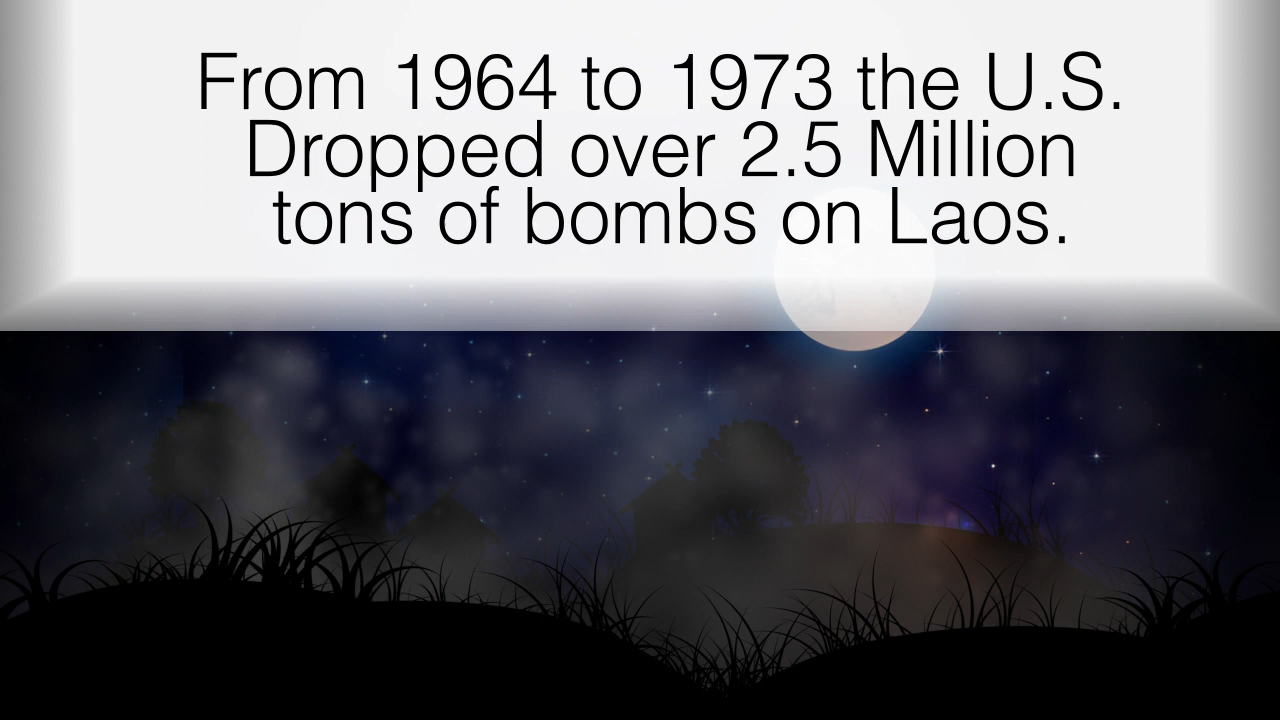 From 1964 to 1973 the U.S.
Dropped over 2.5 Million
tons of bombs on Laos.